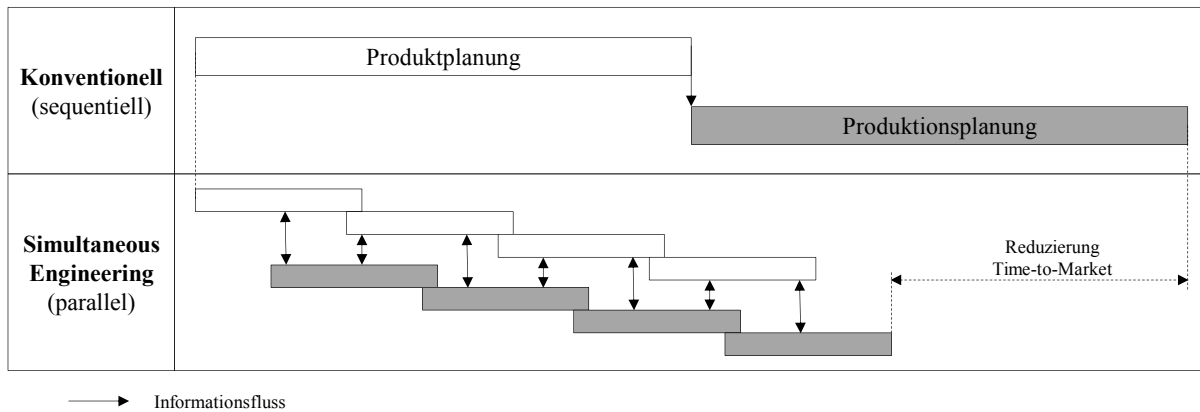 Konventionell
(sequentiell)
Produktplanung
Produktionsplanung
Simultaneous
Engineering
(parallel)
Reduzierung
Time-to-Market
Informationsfluss